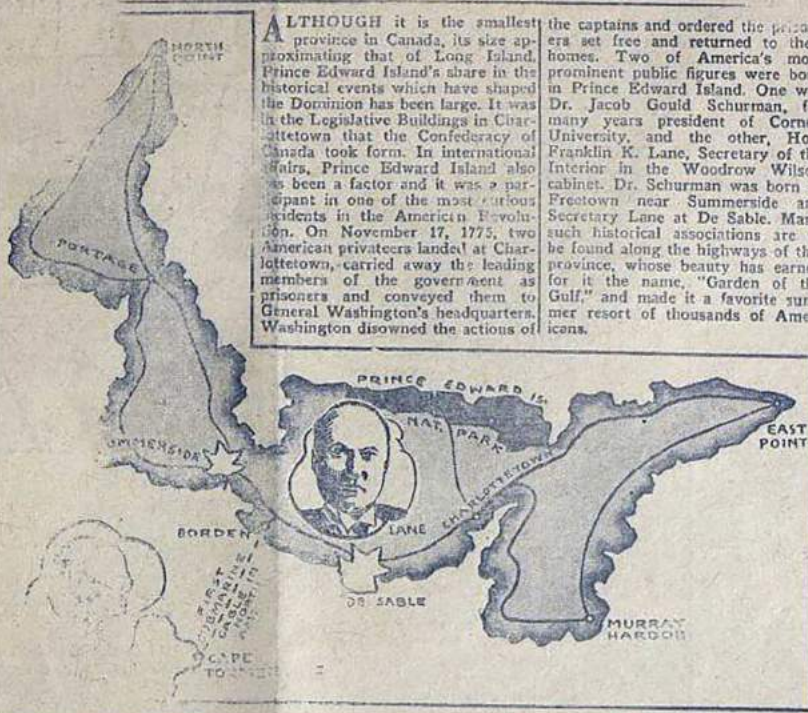 ALTHOUGH it is the smallest
province in Canada, its size ap-
proximating that of Long Island,
Prince Edward Island's share in the
historical events which have shaped
the Dominion has been large. It was
in the Legislative Buildings in Char-
lottetown that the Confederacy of
Canada took form. In international
affairs, Prince Edward Island also
has been a factor and it was a par-
ticipant in one of the most curious
incidents in the American Revolu-
tion. On November 17, 1775, two
American privateers landed at Char-
lottetown, carried away the leading
members of the government as
prisoners and conveyed them to
General Washington's headquarters.
Washington disowned the actions of
the captains and ordered the
ers set free and returned to
homes. Two of America's
prominent public figures were
in Prince Edward Island. One
Dr. Jacob Gould Schurman,
many years president of
University, and the other,
Franklin K. Lane, Secretary of
Interior in the Woodrow
cabinet. Dr. Schurman was born
Freetown near Summerside
Secretary Lane at De Sable.
such historical associations are
be found along the highways of
province, whose beauty has
for it the name, "Garden of
Gulf," and made it a favorite
mer resort of thousands of
icans.
NORTH
POINT
PORTAGE
PRINCE EDWARD IS.
NAT. PARK
EAST
POINT
UMMERSIDE
CHARLOTTETOWN
LANE
BORDEN
FIRST
SUBMARINE
CABLE
DE SABLE
MURRAY
HARBOR
CAPE